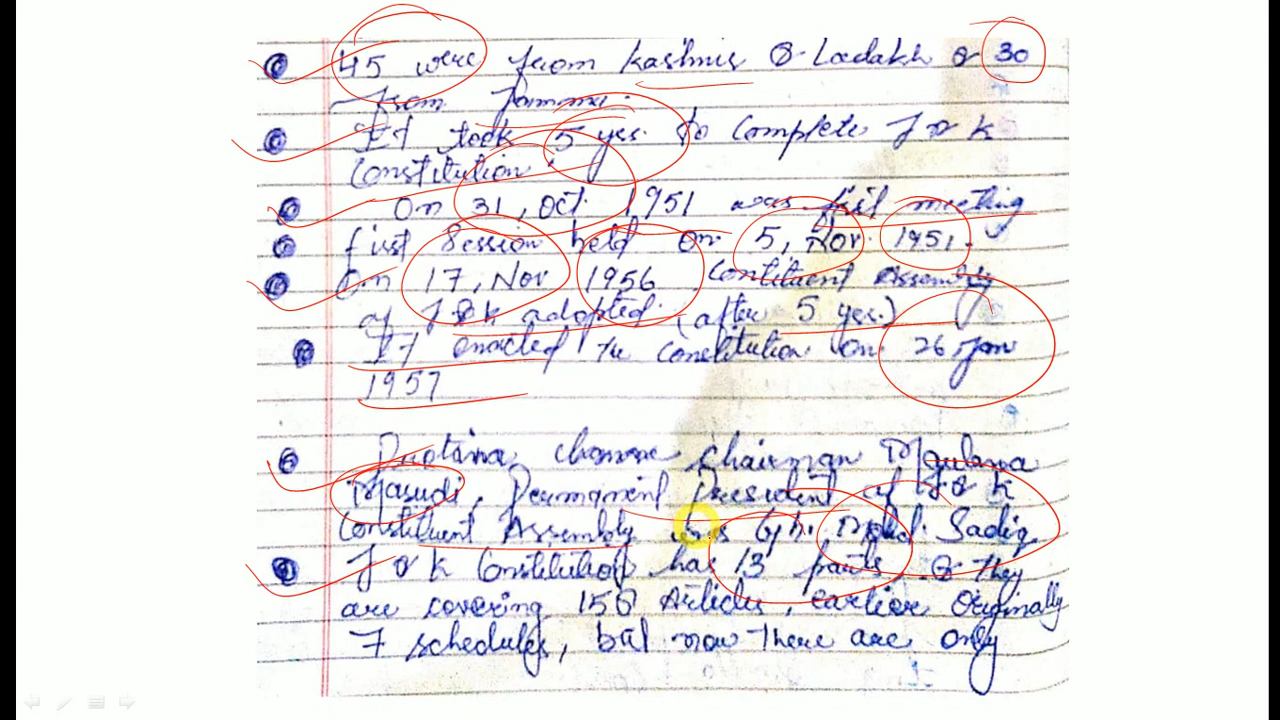 45 were from Kashmir & Ladakh & 30
from Jammu.
It took 5 yrs. to complete J & K
Constitution.
On 31, Oct. 1951 was first meeting
first Session held on 5, Nov. 1951.
On 17, Nov 1956 Constituent Assembly
of J & K adopted (after 5 yrs.)
It enacted the constitution on 26 Jan
1957
Chairman Maulana
Masudi, Permanent President of J & K
Constituent Assembly was G.M. Sadiq
J & K Constitution has 13 parts, & they
are covering 158 Articles, earlier Originally
7 schedules, but now there are only